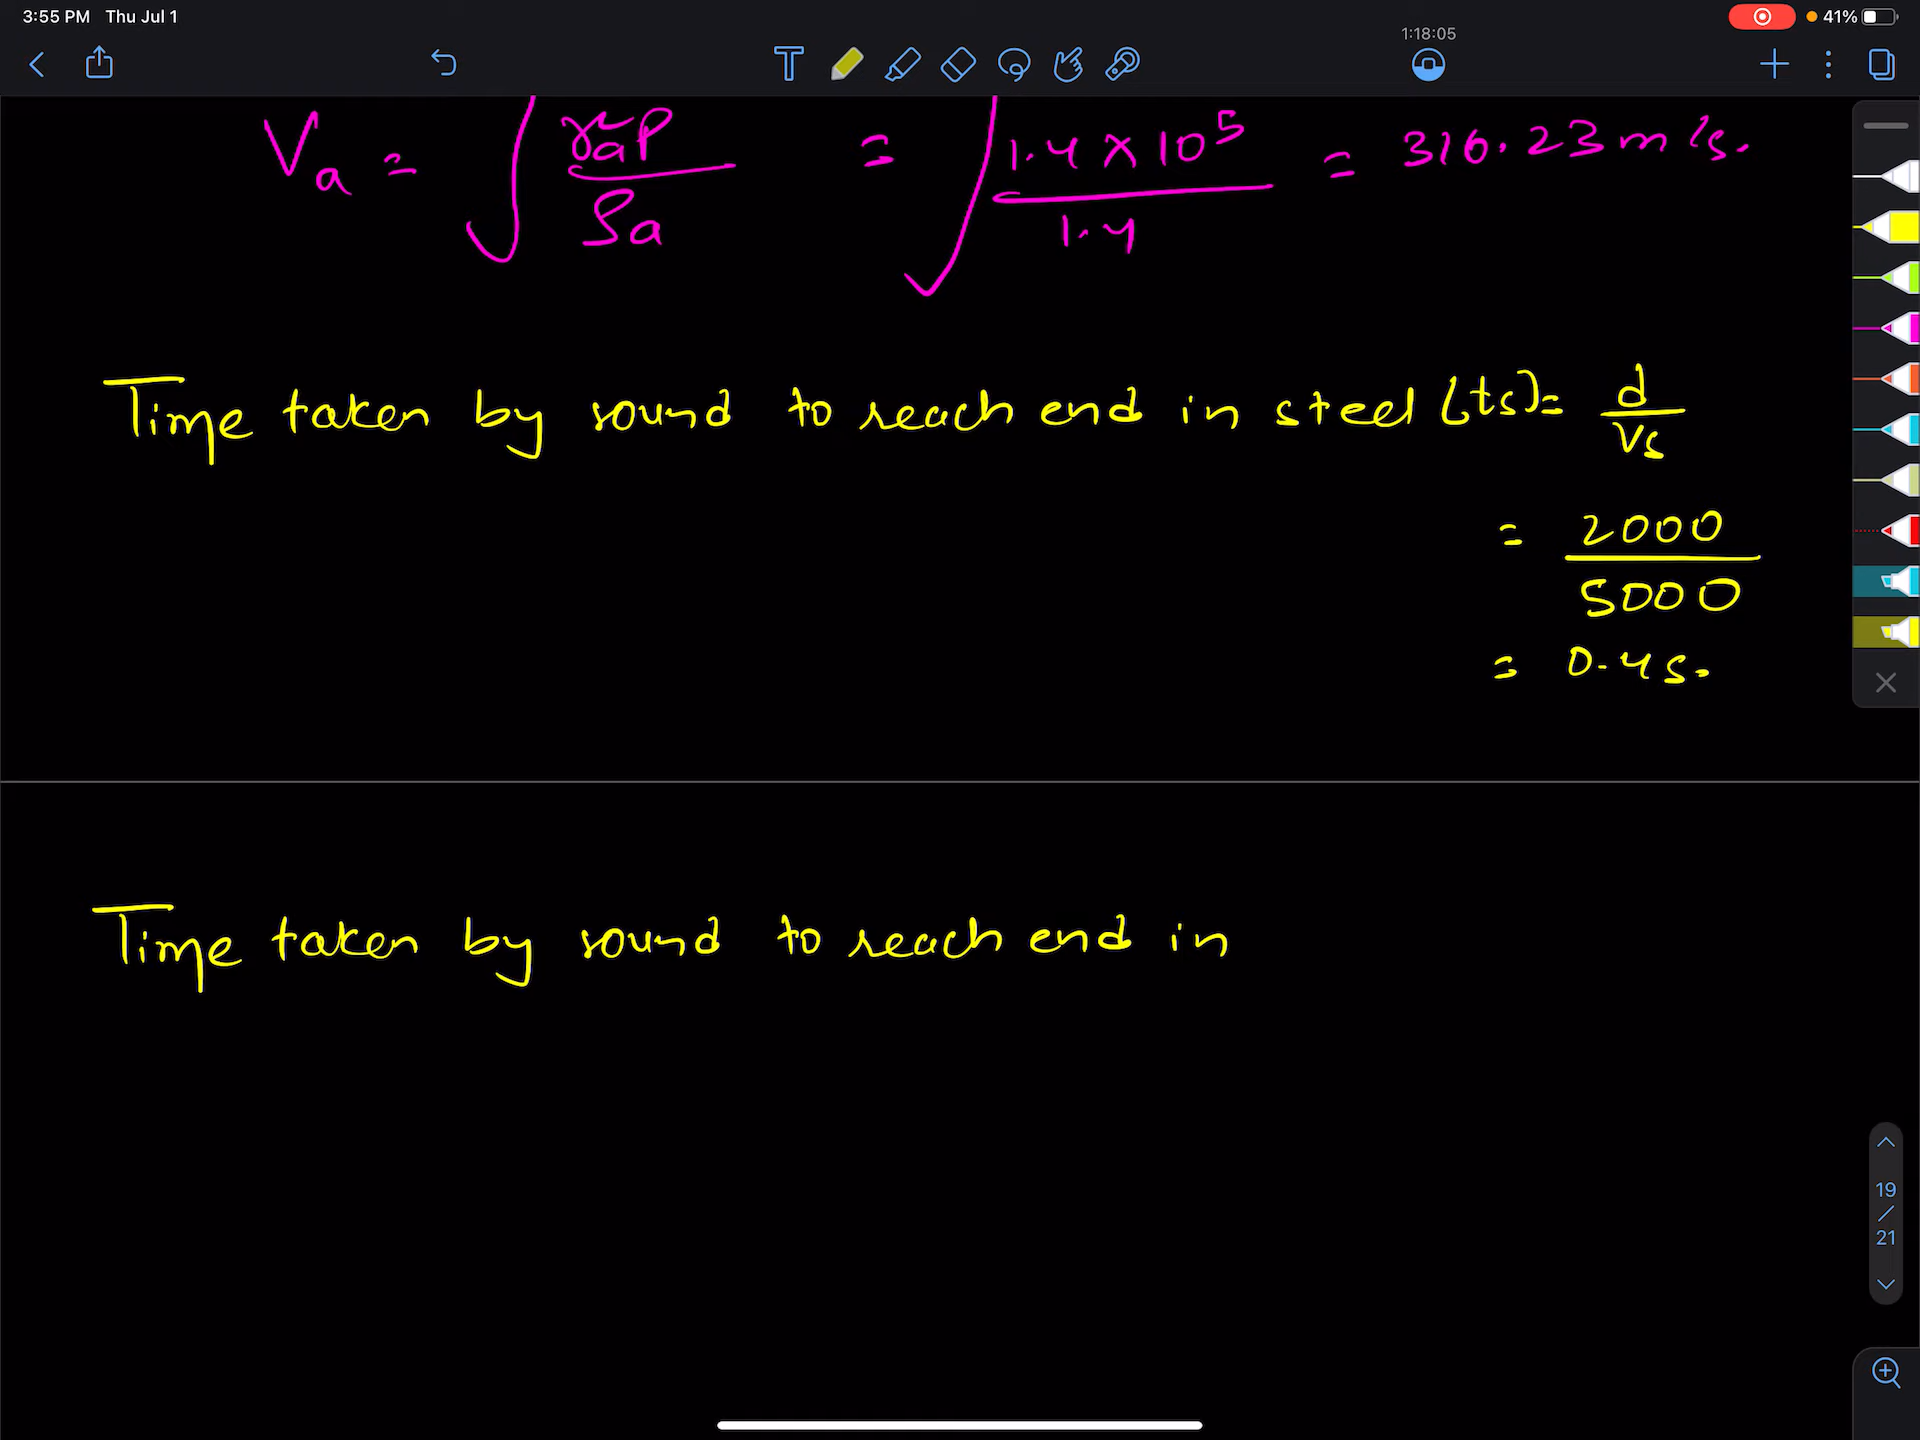 3:55 PM Thu Jul 1
41%
1:18:05
Va = √(γaP / ρa) = √(1.4 × 10⁵ / 1.4) = 316.23 m/s.
Time taken by sound to reach end in steel (ts) = d / Vs
= 2000 / 5000
= 0.4 s.
Time taken by sound to reach end in
19 / 21